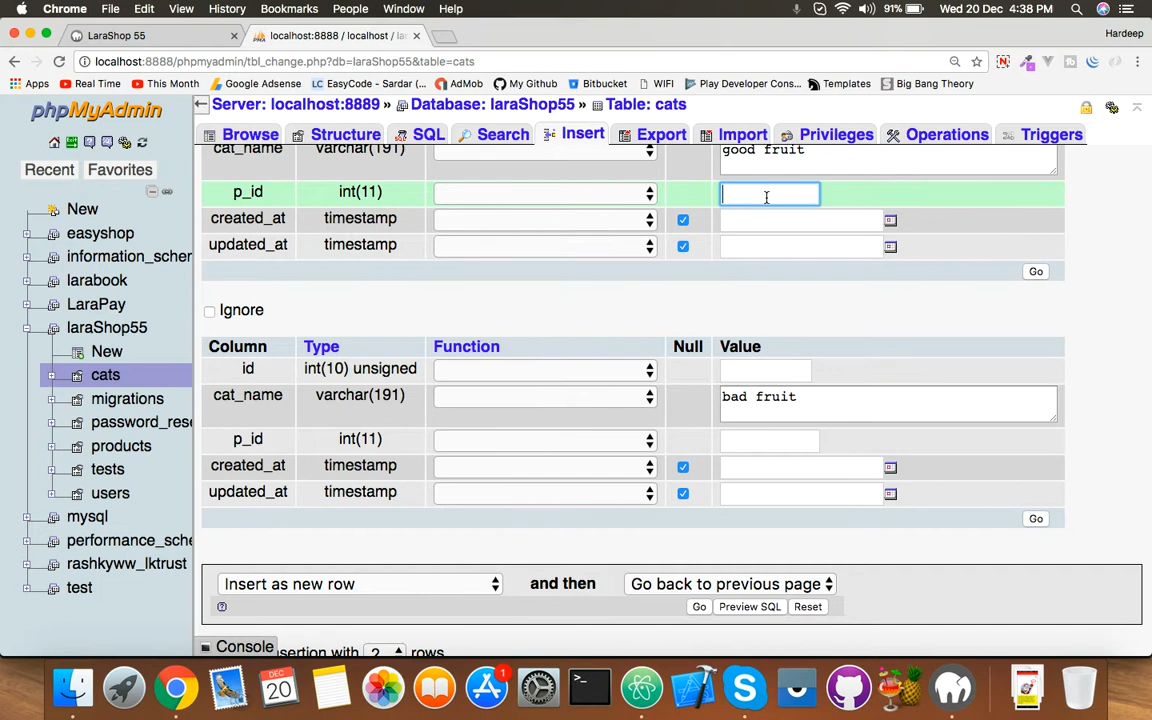 Chrome File Edit View History Bookmarks People Window Help 91% Wed 20 Dec 4:38 PM
LaraShop 55 localhost:8888 / localhost / lar Hardeep
localhost:8888/phpmyadmin/tbl_change.php?db=laraShop55&table=cats
Apps Real Time This Month Google Adsense LC EasyCode - Sardar (... AdMob My Github Bitbucket WIFI Play Developer Cons... Templates Big Bang Theory
phpMyAdmin
Recent Favorites
New
easyshop
information_scher
larabook
LaraPay
laraShop55
New
cats
migrations
password_rese
products
tests
users
mysql
performance_sche
rashkyww_lktrust
test
Server: localhost:8889 » Database: laraShop55 » Table: cats
Browse Structure SQL Search Insert Export Import Privileges Operations Triggers
cat_name varchar(191) good fruit
p_id int(11)
created_at timestamp
updated_at timestamp
Go
Ignore
Column Type Function Null Value
id int(10) unsigned
cat_name varchar(191) bad fruit
p_id int(11)
created_at timestamp
updated_at timestamp
Go
Insert as new row and then Go back to previous page
Go Preview SQL Reset
Console nsertion with 2 rows
20
1